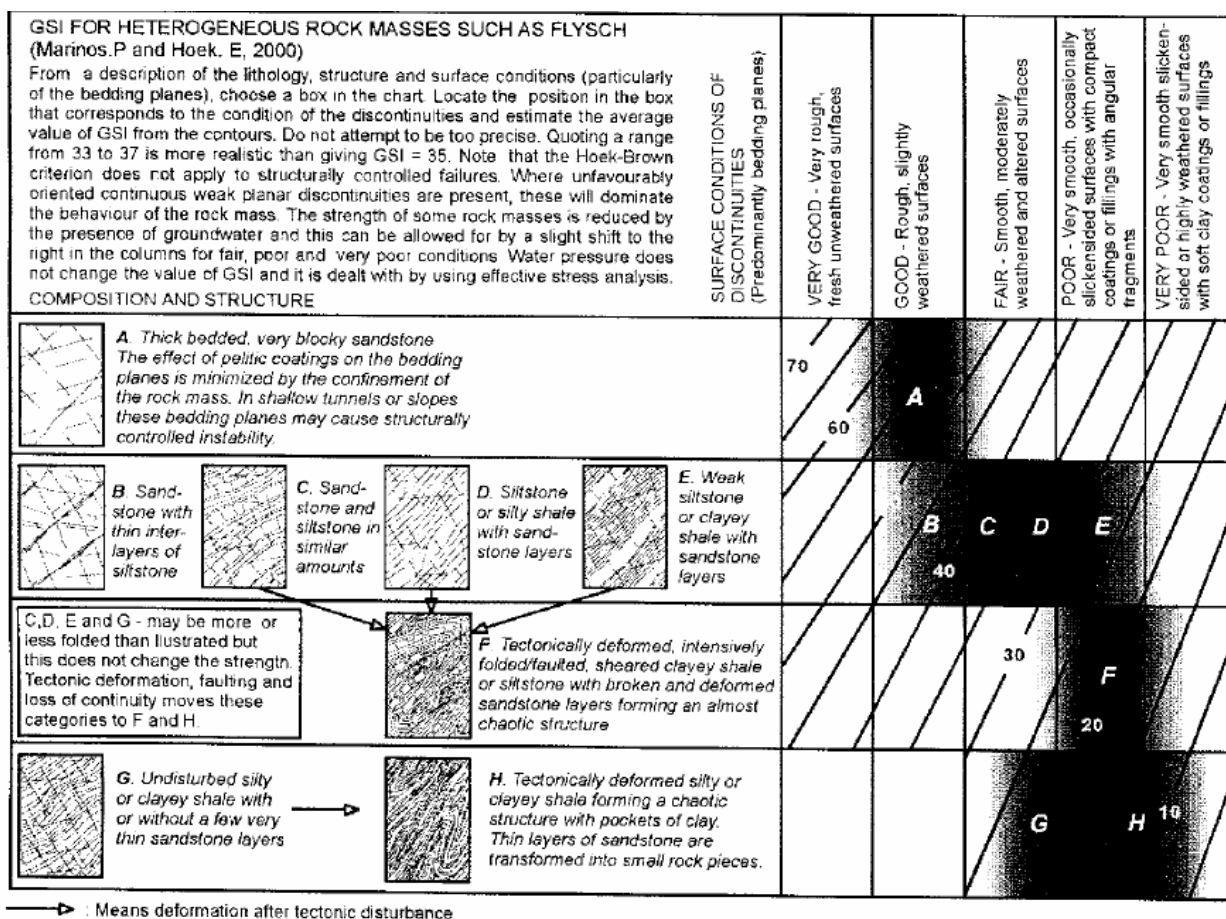 GSI FOR HETEROGENEOUS ROCK MASSES SUCH AS FLYSCH
(Marinos.P and Hoek. E, 2000)
From a description of the lithology, structure and surface conditions (particularly
of the bedding planes), choose a box in the chart. Locate the position in the box
that corresponds to the condition of the discontinuities and estimate the average
value of GSI from the contours. Do not attempt to be too precise. Quoting a range
from 33 to 37 is more realistic than giving GSI = 35. Note that the Hoek-Brown
criterion does not apply to structurally controlled failures. Where unfavourably
oriented continuous weak planar discontinuities are present, these will dominate
the behaviour of the rock mass. The strength of some rock masses is reduced by
the presence of groundwater and this can be allowed for by a slight shift to the
right in the columns for fair, poor and very poor conditions. Water pressure does
not change the value of GSI and it is dealt with by using effective stress analysis.
COMPOSITION AND STRUCTURE
SURFACE CONDITIONS OF
DISCONTINUITIES
(Predominantly bedding planes)
VERY GOOD - Very rough,
fresh unweathered surfaces
GOOD - Rough, slightly
weathered surfaces
FAIR - Smooth, moderately
weathered and altered surfaces
POOR - Very smooth, occasionally
slickensided surfaces with compact
coatings or fillings with angular
fragments
VERY POOR - Very smooth slicken-
sided or highly weathered surfaces
with soft clay coatings or fillings
A. Thick bedded, very blocky sandstone
The effect of pelitic coatings on the bedding
planes is minimized by the confinement of
the rock mass. In shallow tunnels or slopes
these bedding planes may cause structurally
controlled instability.
70
60
A
B. Sand-
stone with
thin inter-
layers of
siltstone
C. Sand-
stone and
siltstone in
similar
amounts
D. Siltstone
or silty shale
with sand-
stone layers
E. Weak
siltstone
or clayey
shale with
sandstone
layers
B C D E
40
C,D, E and G - may be more or
less folded than llustrated but
this does not change the strength.
Tectonic deformation, faulting and
loss of continuity moves these
categories to F and H.
F. Tectonically deformed, intensively
folded/faulted, sheared clayey shale
or siltstone with broken and deformed
sandstone layers forming an almost
chaotic structure
30
F
20
G. Undisturbed silty
or clayey shale with
or without a few very
thin sandstone layers
H. Tectonically deformed silty or
clayey shale forming a chaotic
structure with pockets of clay.
Thin layers of sandstone are
transformed into small rock pieces.
G H 10
: Means deformation after tectonic disturbance